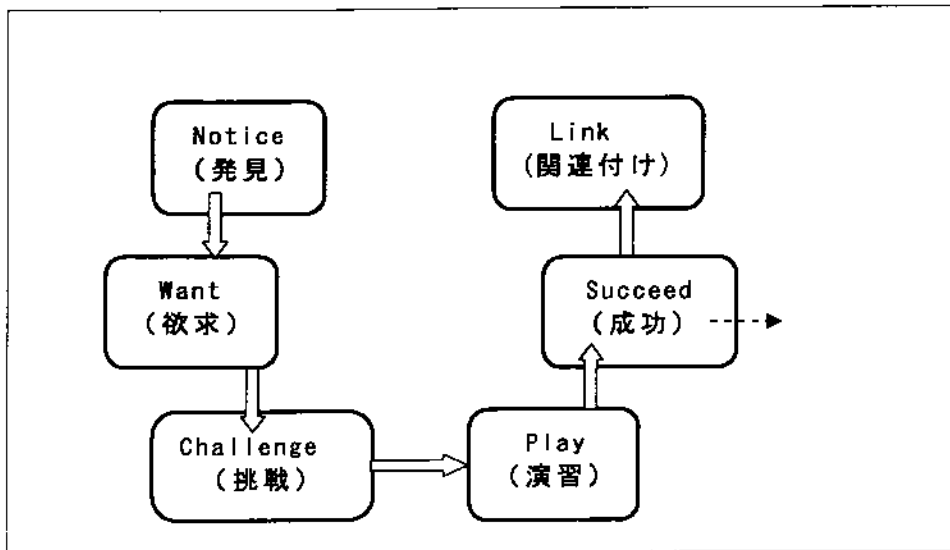 Notice
(発見)
Want
(欲求)
Challenge
(挑戦)
Play
(演習)
Succeed
(成功)
Link
(関連付け)